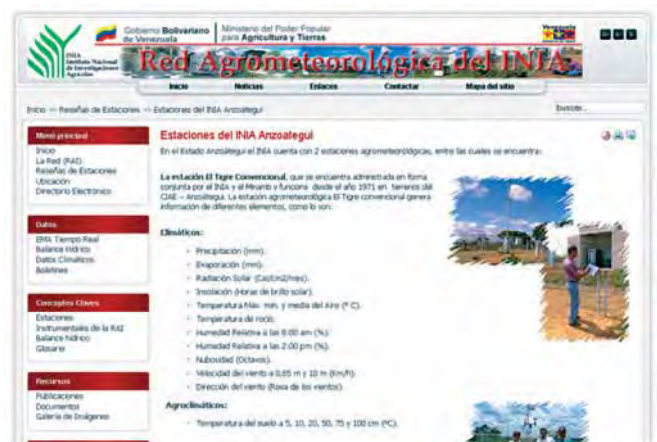 Gobierno Bolivariano
de Venezuela
Ministerio del Poder Popular
para Agricultura y Tierras
Venezuela
INIA
Instituto Nacional
de Investigaciones
Agrícolas
Red Agrometeorológica del INIA
Inicio
Noticias
Enlaces
Contactar
Mapa del sitio
Inicio Reseñas de Estaciones Estaciones del INIA Anzoategui
buscar...
Menú principal
Inicio
La Red (RAI)
Reseñas de Estaciones
Ubicación
Directorio Electrónico
Datos
EMA Tiempo Real
Balance Hídrico
Datos Climáticos
Boletines
Conceptos Claves
Estaciones
Instrumentales de la RAI
Balance hídrico
Glosario
Recursos
Publicaciones
Documentos
Galería de Imágenes
Estaciones del INIA Anzoategui
En el Estado Anzoátegui el INIA cuenta con 2 estaciones agrometeorológicas, entre las cuales se encuentra:
La estación El Tigre Convencional, que se encuentra administrada en forma
conjunta por el INIA y el Minamb y funciona desde el año 1971 en terrenos del
CIAE – Anzoátegui. La estación agrometeorológica El Tigre convencional genera
información de diferentes elementos, como lo son.
Climáticos:
· Precipitación (mm).
· Evaporación (mm).
· Radiación Solar (Cal/cm2/mes).
· Insolación (Horas de brillo solar).
· Temperatura Máx. min. y media del Aire (º C).
· Temperatura de rocío.
· Humedad Relativa a las 8:00 am (%).
· Humedad Relativa a las 2:00 pm (%).
· Nubosidad (Octavos).
· Velocidad del viento a 0,65 m y 10 m (Km/h).
· Dirección del viento (Rosa de los vientos).
Agroclimáticos:
· Temperatura del suelo a 5, 10, 20, 50, 75 y 100 cm (ºC).